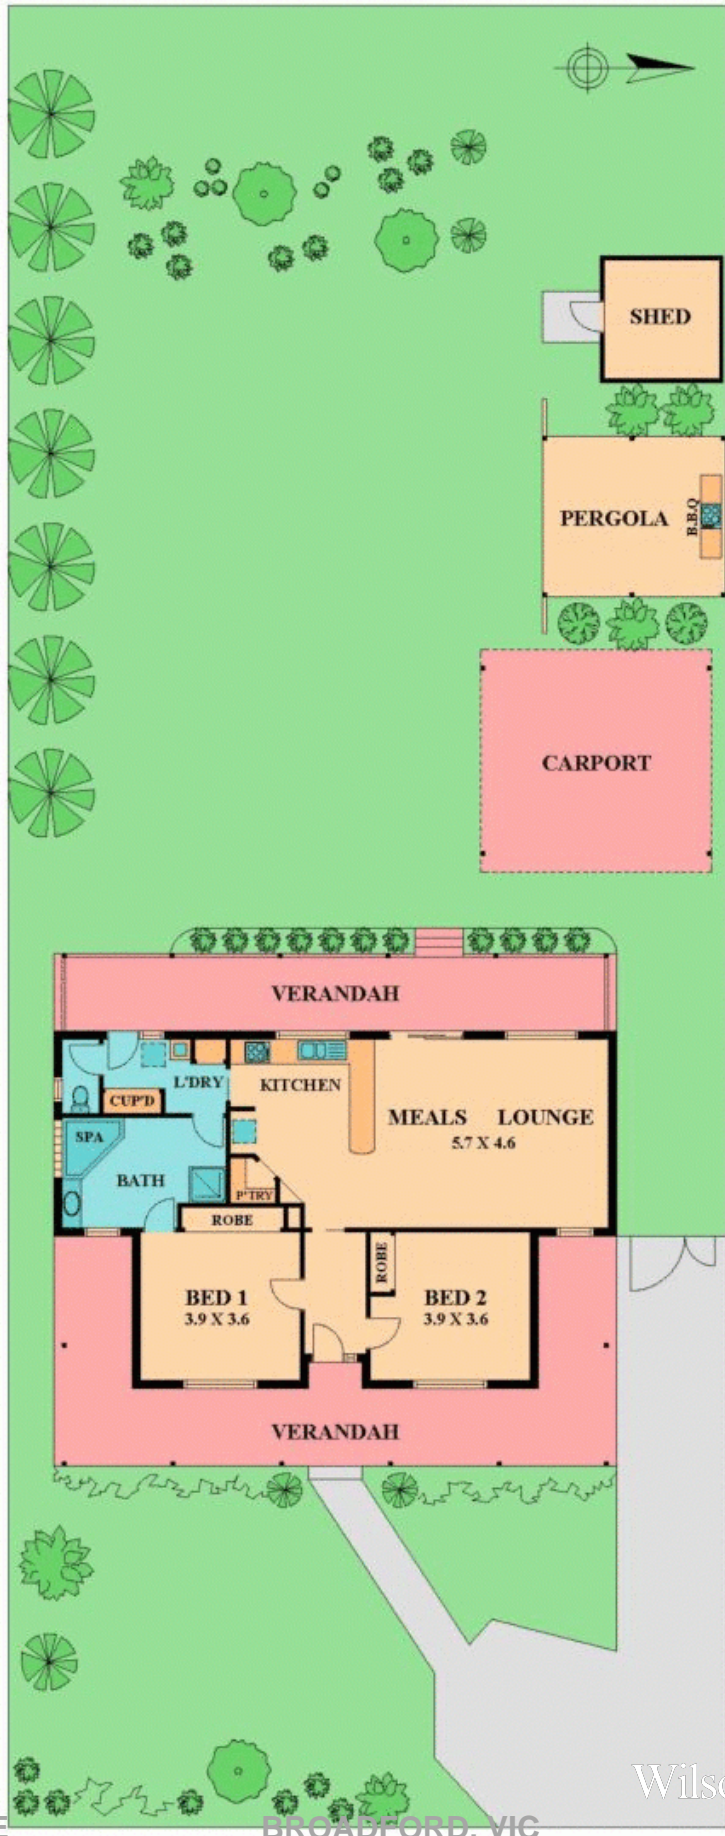 SHED
PERGOLA
B.B.Q
CARPORT
VERANDAH
L'DRY
KITCHEN
CUP'D
MEALS LOUNGE
5.7 X 4.6
SPA
BATH
P'TRY
ROBE
ROBE
BED 1
3.9 X 3.6
BED 2
3.9 X 3.6
VERANDAH
Wilso
E
BROADFORD, VIC